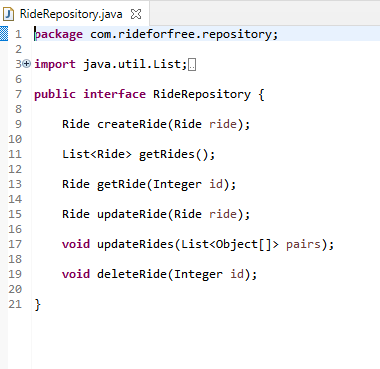 RideRepository.java
1 package com.rideforfree.repository;
2
3 import java.util.List;
6
7 public interface RideRepository {
8
9 Ride createRide(Ride ride);
10
11 List<Ride> getRides();
12
13 Ride getRide(Integer id);
14
15 Ride updateRide(Ride ride);
16
17 void updateRides(List<Object[]> pairs);
18
19 void deleteRide(Integer id);
20
21 }